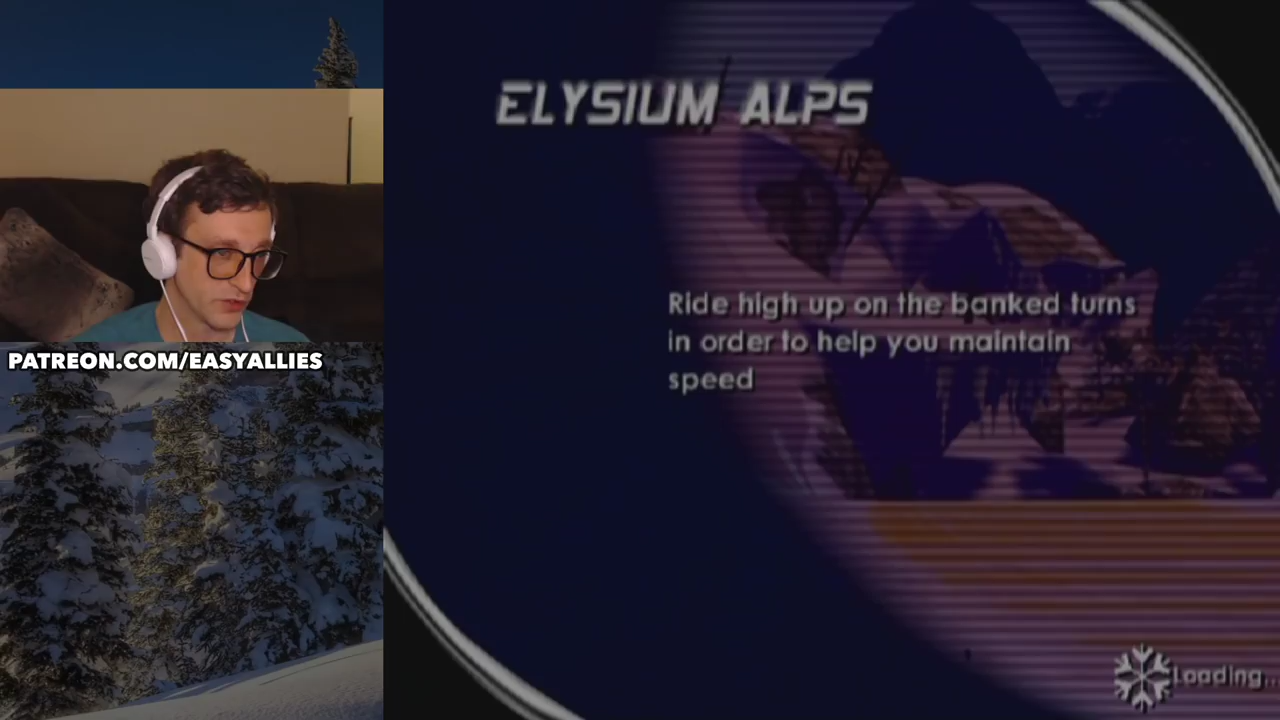 ELYSIUM ALPS
Ride high up on the banked turns
in order to help you maintain
speed
PATREON.COM/EASYALLIES
Loading...